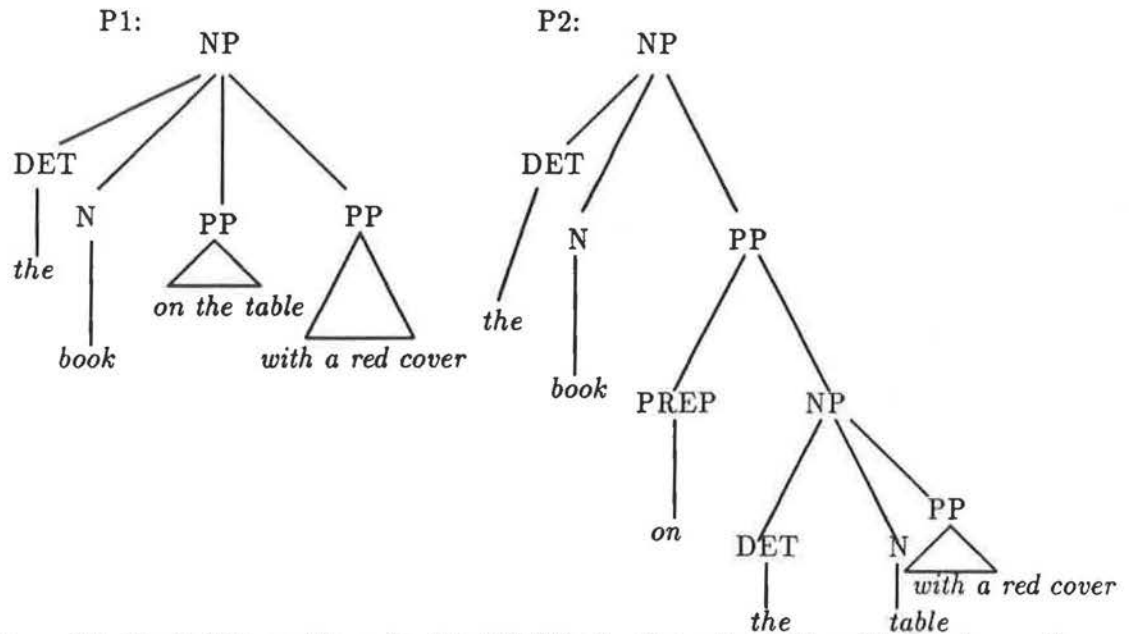 P1:
NP
DET
N
PP
PP
the
on the table
book
with a red cover
P2:
NP
DET
N
PP
the
book
PREP
NP
on
DET
N
PP
with a red cover
the
table